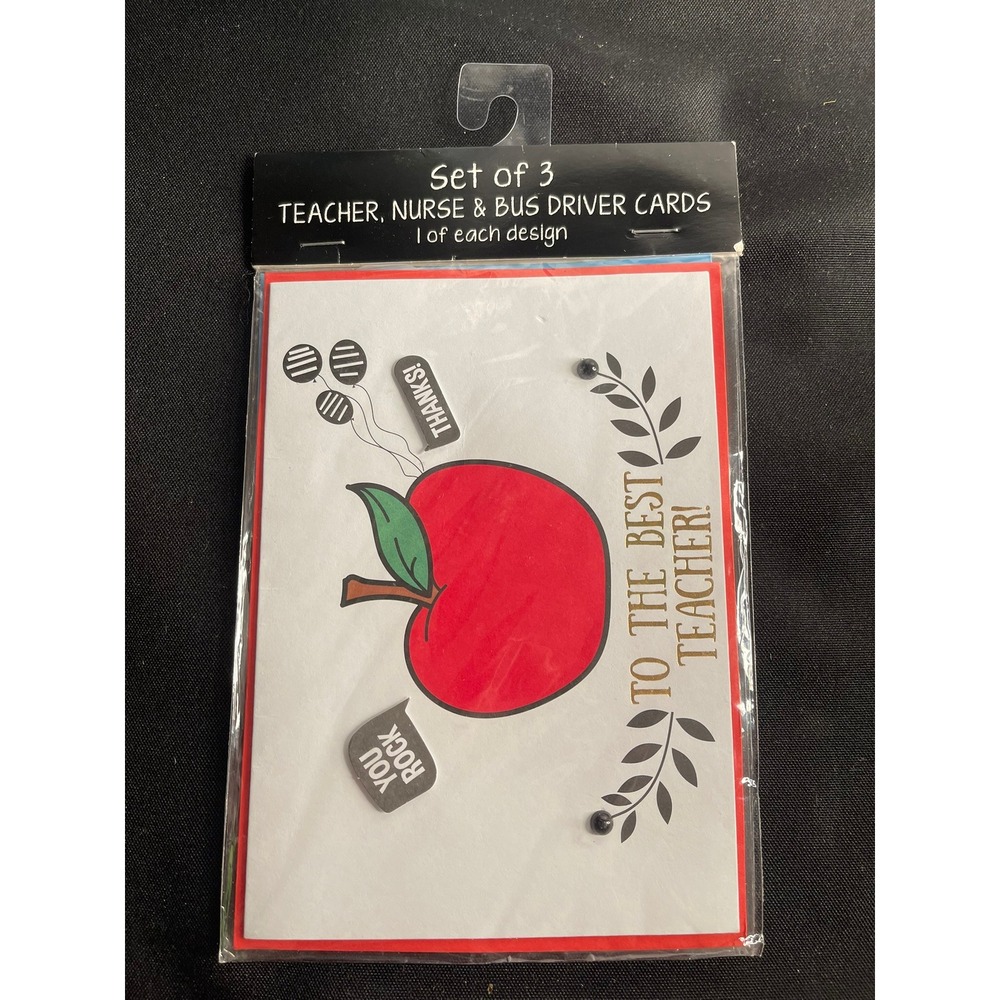 Set of 3
TEACHER, NURSE & BUS DRIVER CARDS
1 of each design
THANKS!
YOU
ROCK
TO THE BEST
TEACHER!